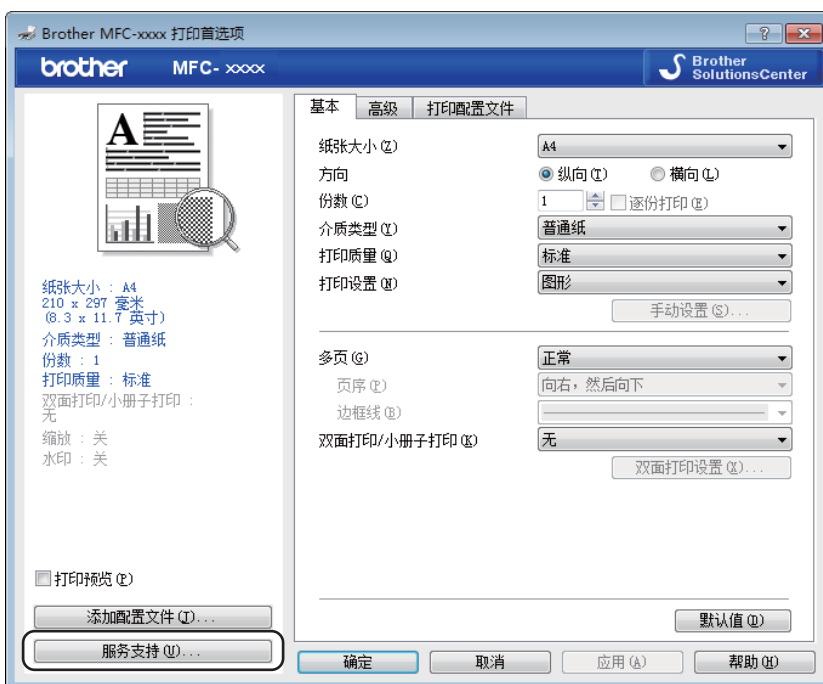 Brother MFC-xxxx 打印首选项
brother MFC- xxxx
Brother
SolutionsCenter
A
纸张大小 : A4
210 x 297 毫米
(8.3 x 11.7 英寸)
介质类型 : 普通纸
份数 : 1
打印质量 : 标准
双面打印/小册子打印 :
无
缩放 : 关
水印 : 关
打印预览(P)
添加配置文件(J)...
服务支持(U)...
基本 高级 打印配置文件
纸张大小(Z) A4
方向 纵向(T) 横向(L)
份数(C) 1 逐份打印(E)
介质类型(Y) 普通纸
打印质量(Q) 标准
打印设置(N) 图形
手动设置(S)...
多页(G) 正常
页序(P) 向右，然后向下
边框线(B)
双面打印/小册子打印(K) 无
双面打印设置(X)...
默认值(D)
确定 取消 应用(A) 帮助(H)